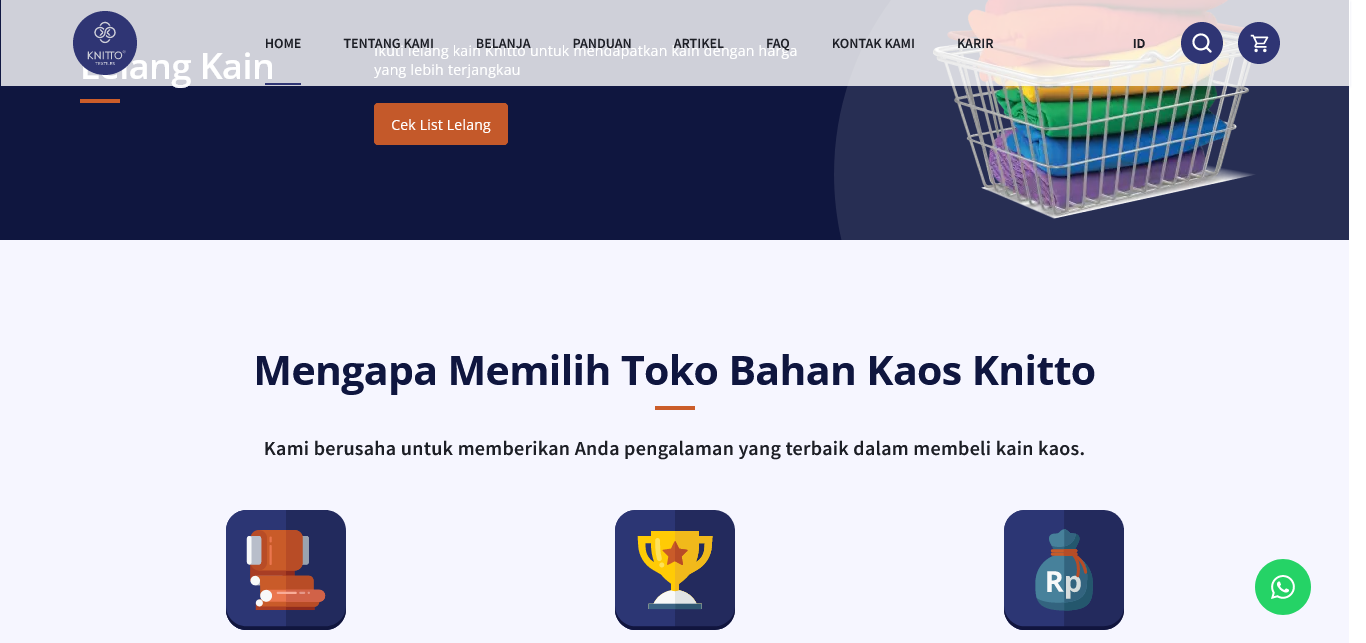 KNITTO
TEXTILES
HOME
TENTANG KAMI
BELANJA
PANDUAN
ARTIKEL
FAQ
KONTAK KAMI
KARIR
ID
Lelang Kain
Ikuti lelang kain Knitto untuk mendapatkan kain dengan harga
yang lebih terjangkau
Cek List Lelang
Mengapa Memilih Toko Bahan Kaos Knitto
Kami berusaha untuk memberikan Anda pengalaman yang terbaik dalam membeli kain kaos.
Rp